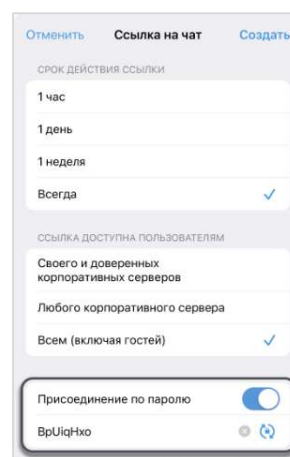 Отменить Ссылка на чат Создать
СРОК ДЕЙСТВИЯ ССЫЛКИ
1 час
1 день
1 неделя
Всегда
ССЫЛКА ДОСТУПНА ПОЛЬЗОВАТЕЛЯМ
Своего и доверенных
корпоративных серверов
Любого корпоративного сервера
Всем (включая гостей)
Присоединение по паролю
BpUiqHxo